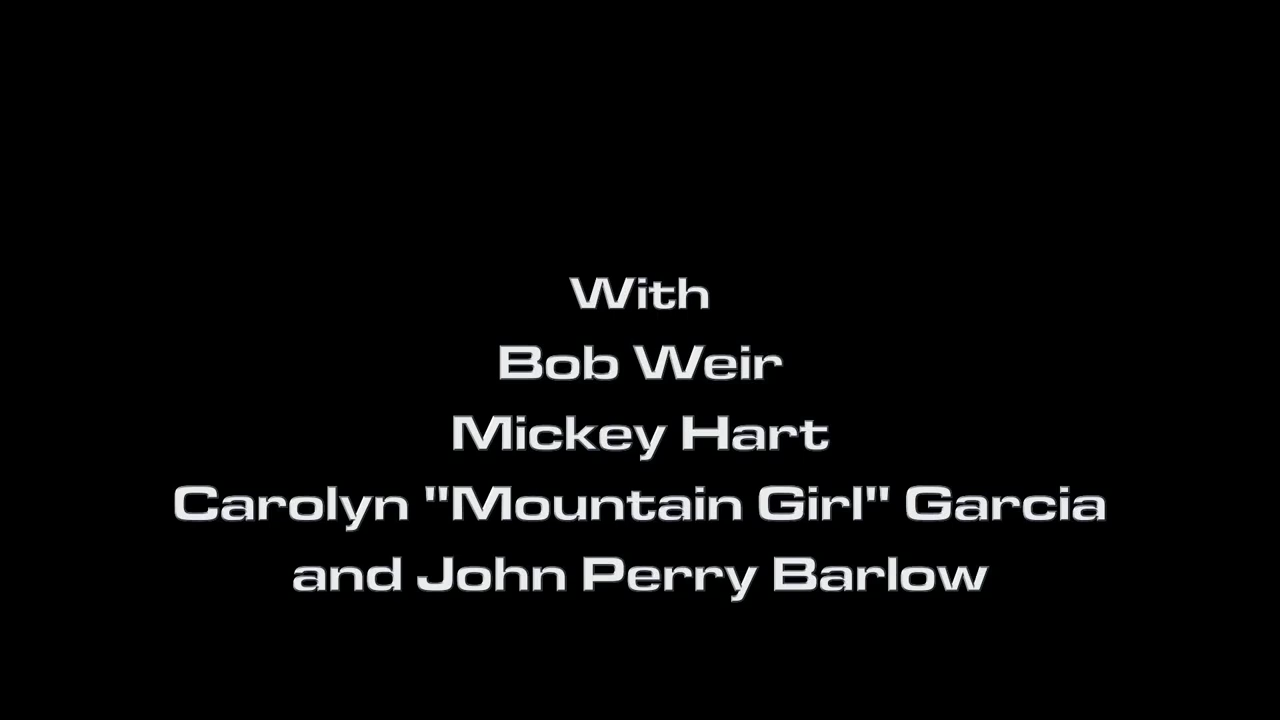 With
Bob Weir
Mickey Hart
Carolyn "Mountain Girl" Garcia
and John Perry Barlow